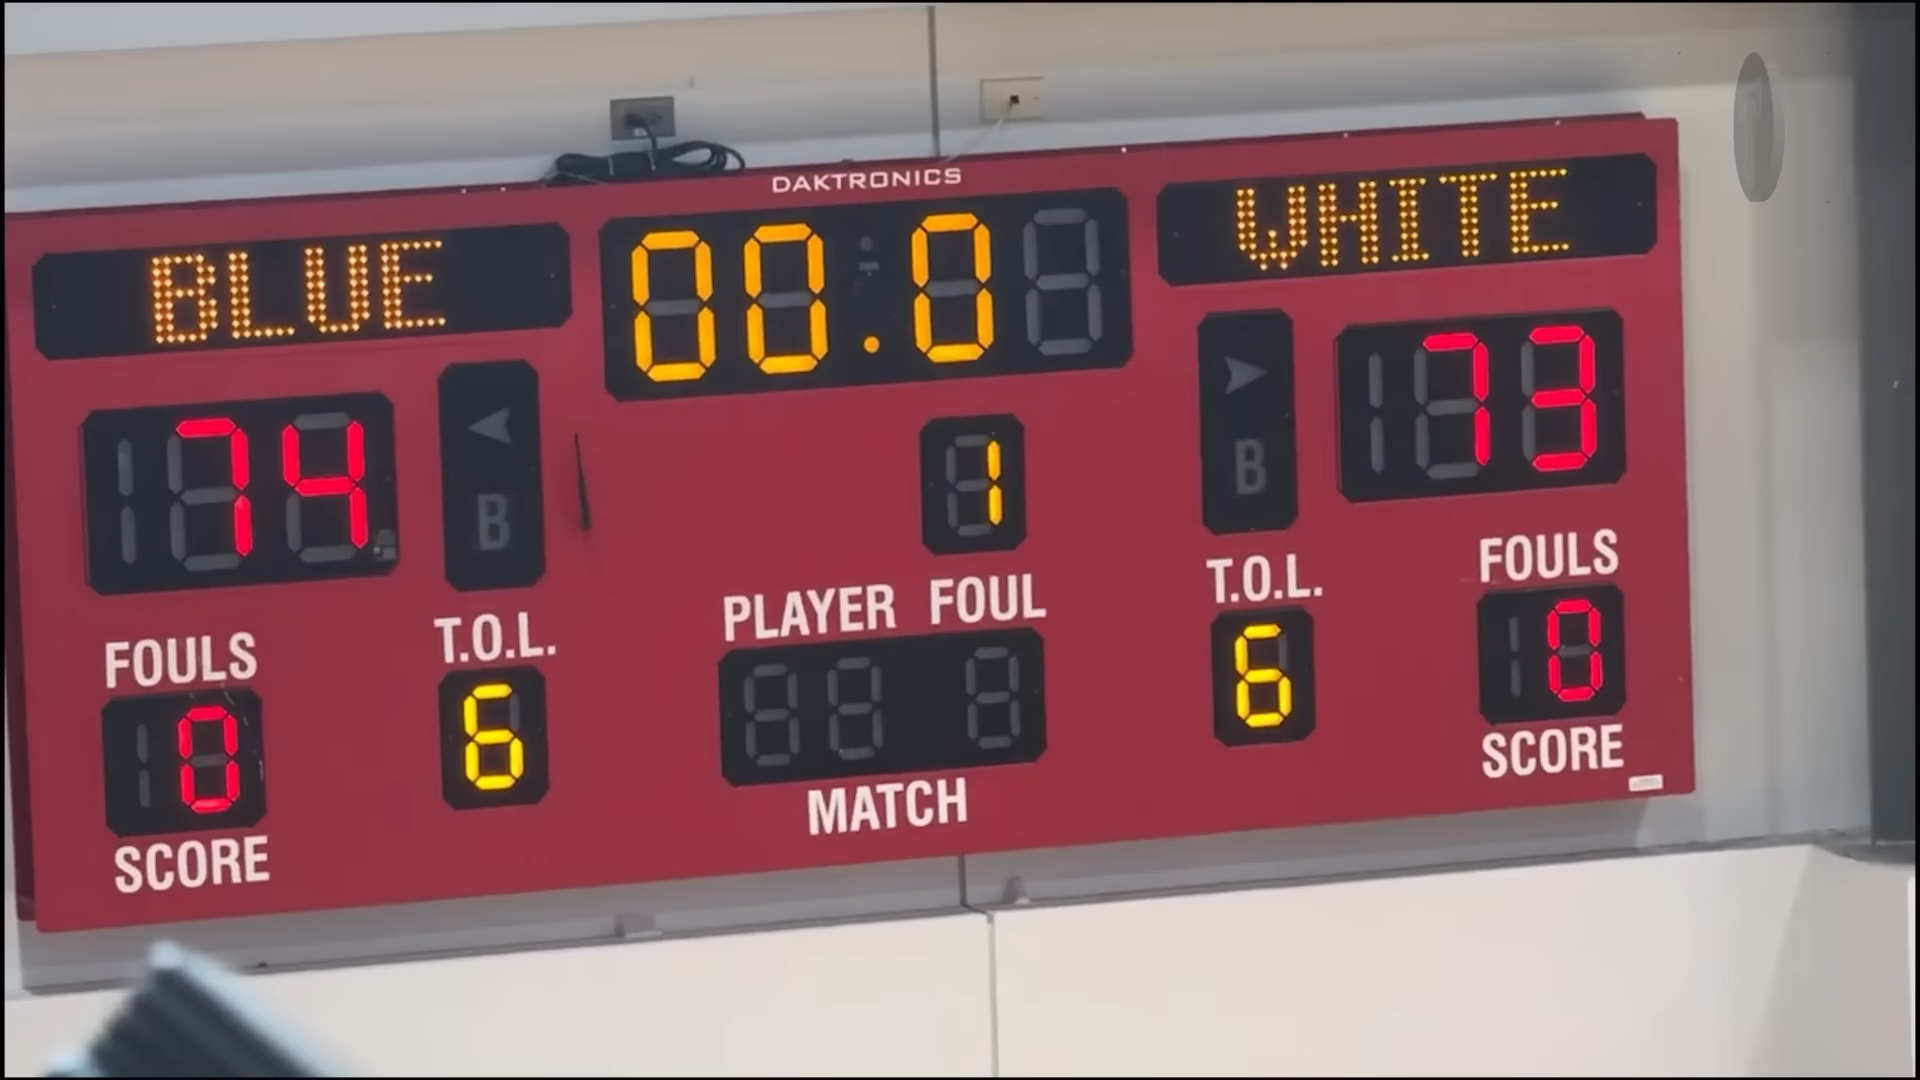 DAKTRONICS
BLUE 00.0 WHITE
74 B 1 B 73
PLAYER FOUL
FOULS T.O.L. T.O.L. FOULS
0 6 6 0
SCORE MATCH SCORE